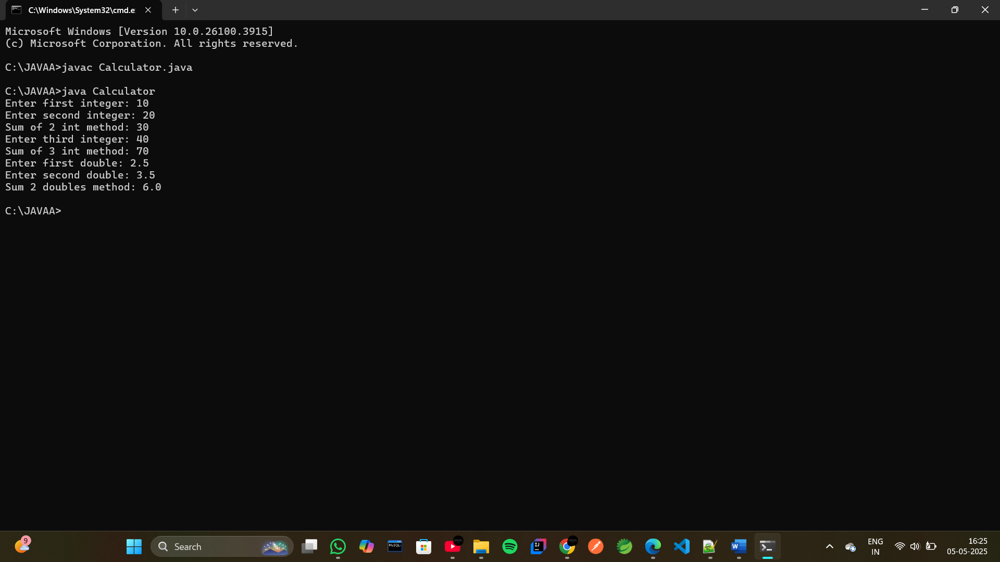 C:\Windows\System32\cmd.e
Microsoft Windows [Version 10.0.26100.3915]
(c) Microsoft Corporation. All rights reserved.
C:\JAVAA>javac Calculator.java
C:\JAVAA>java Calculator
Enter first integer: 10
Enter second integer: 20
Sum of 2 int method: 30
Enter third integer: 40
Sum of 3 int method: 70
Enter first double: 2.5
Enter second double: 3.5
Sum 2 doubles method: 6.0
C:\JAVAA>
9
Search
MySQL
IJ
W
ENG
IN
16:25
05-05-2025